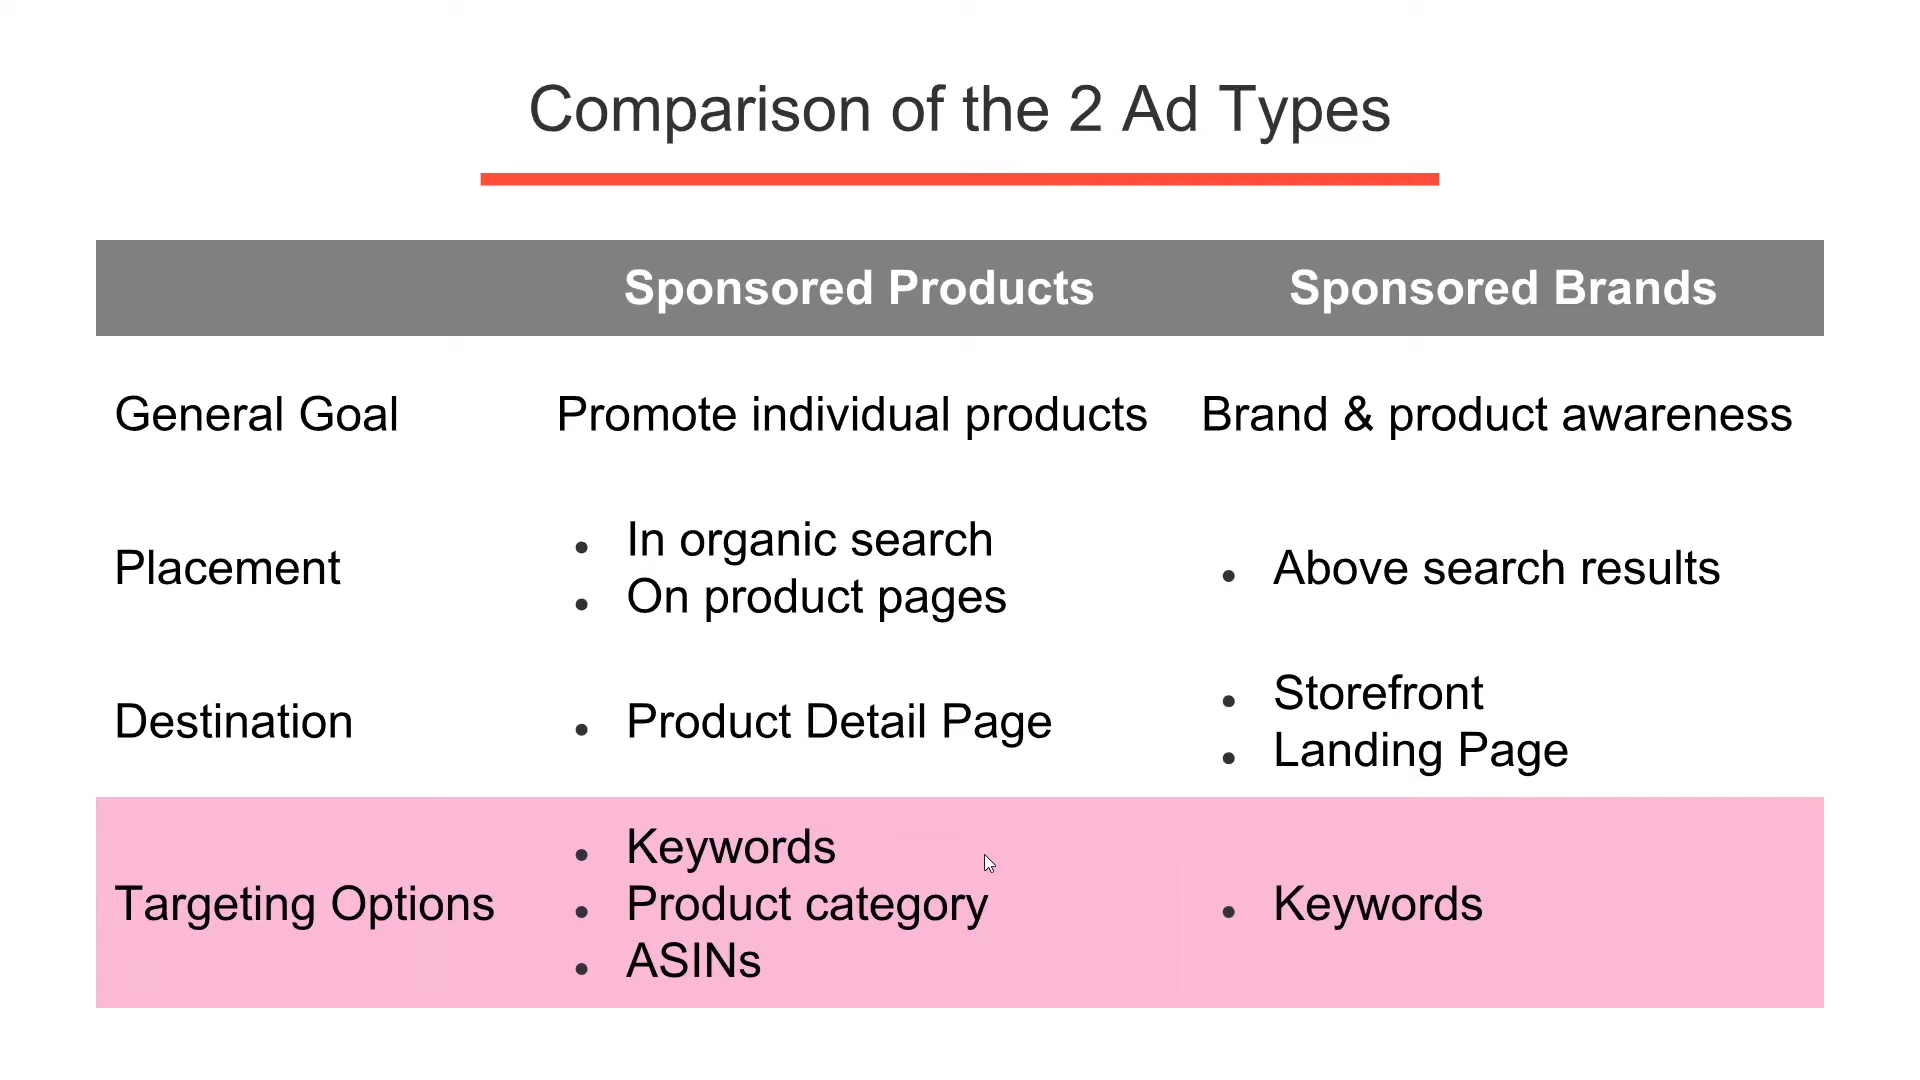 Comparison of the 2 Ad Types
Sponsored Products Sponsored Brands
General Goal Promote individual products Brand & product awareness
Placement
• In organic search
• On product pages
• Above search results
Destination
• Product Detail Page
• Storefront
• Landing Page
Targeting Options
• Keywords
• Product category
• ASINs
• Keywords